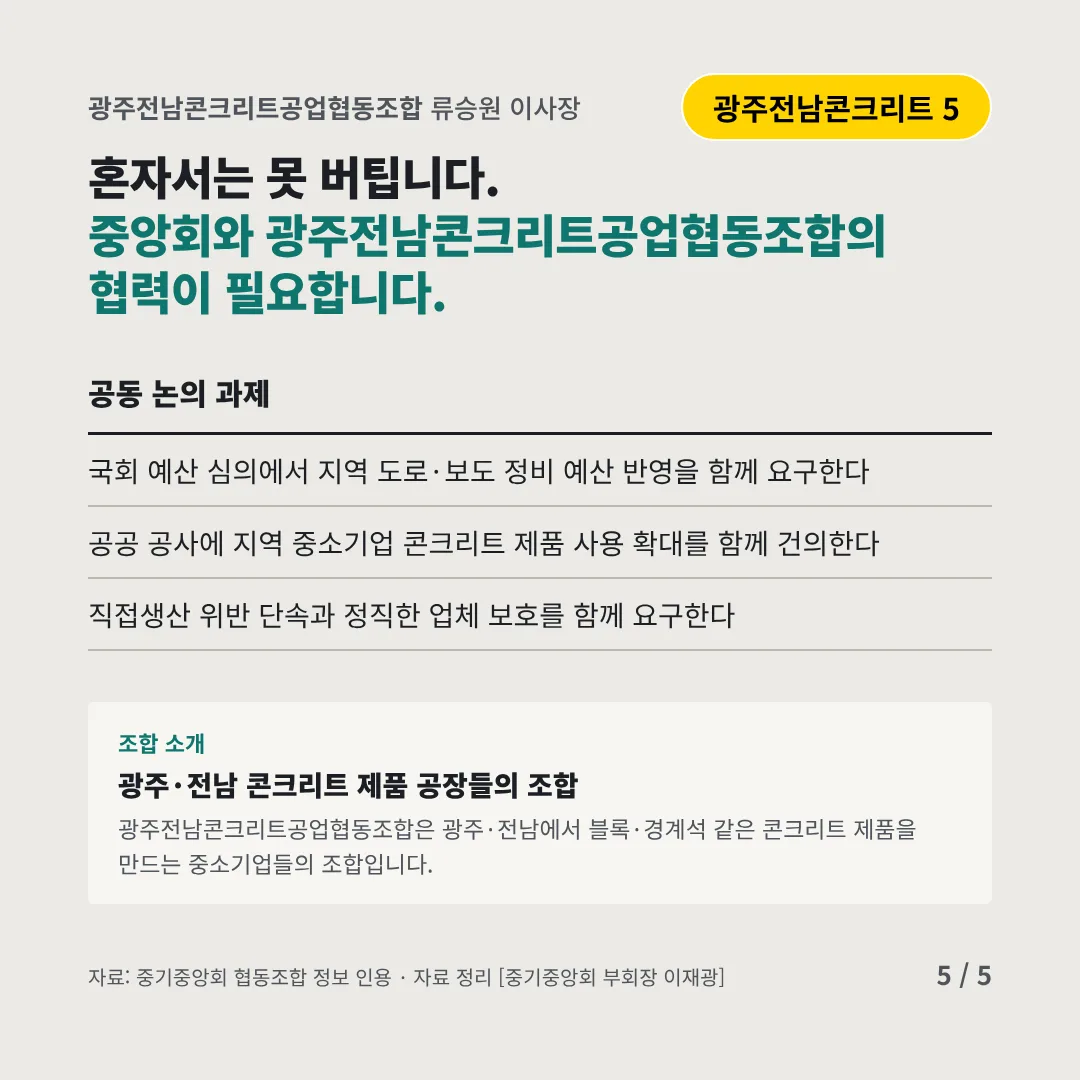 광주전남콘크리트공업협동조합 류승원 이사장
광주전남콘크리트 5
혼자서는 못 버팁니다.
중앙회와 광주전남콘크리트공업협동조합의
협력이 필요합니다.
공동 논의 과제
국회 예산 심의에서 지역 도로·보도 정비 예산 반영을 함께 요구한다
공공 공사에 지역 중소기업 콘크리트 제품 사용 확대를 함께 건의한다
직접생산 위반 단속과 정직한 업체 보호를 함께 요구한다
조합 소개
광주·전남 콘크리트 제품 공장들의 조합
광주전남콘크리트공업협동조합은 광주·전남에서 블록·경계석 같은 콘크리트 제품을
만드는 중소기업들의 조합입니다.
자료: 중기중앙회 협동조합 정보 인용 · 자료 정리 [중기중앙회 부회장 이재광]
5 / 5